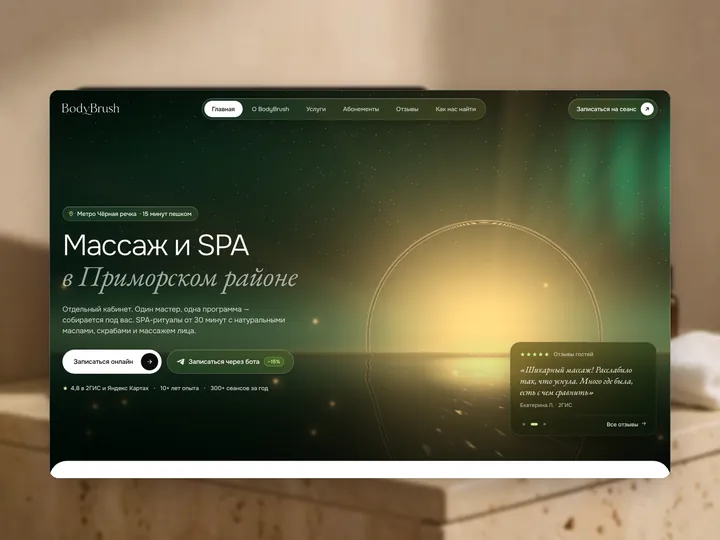 BodyBrush
Главная
О BodyBrush
Услуги
Абонементы
Отзывы
Как нас найти
Записаться на сеанс
Метро Чёрная речка · 15 минут пешком
Массаж и SPA
в Приморском районе
Отдельный кабинет. Один мастер, одна программа —
собирается под вас. SPA-ритуалы от 30 минут с натуральными
маслами, скрабами и массажем лица.
Записаться онлайн
Записаться через бота
−15%
★ 4,8 в 2ГИС и Яндекс Картах · 10+ лет опыта · 300+ сеансов за год
★★★★★ Отзывы гостей
«Шикарный массаж! Расслабило
так, что уснула. Много где была,
есть с чем сравнить»
Екатерина Л. · 2ГИС
Все отзывы